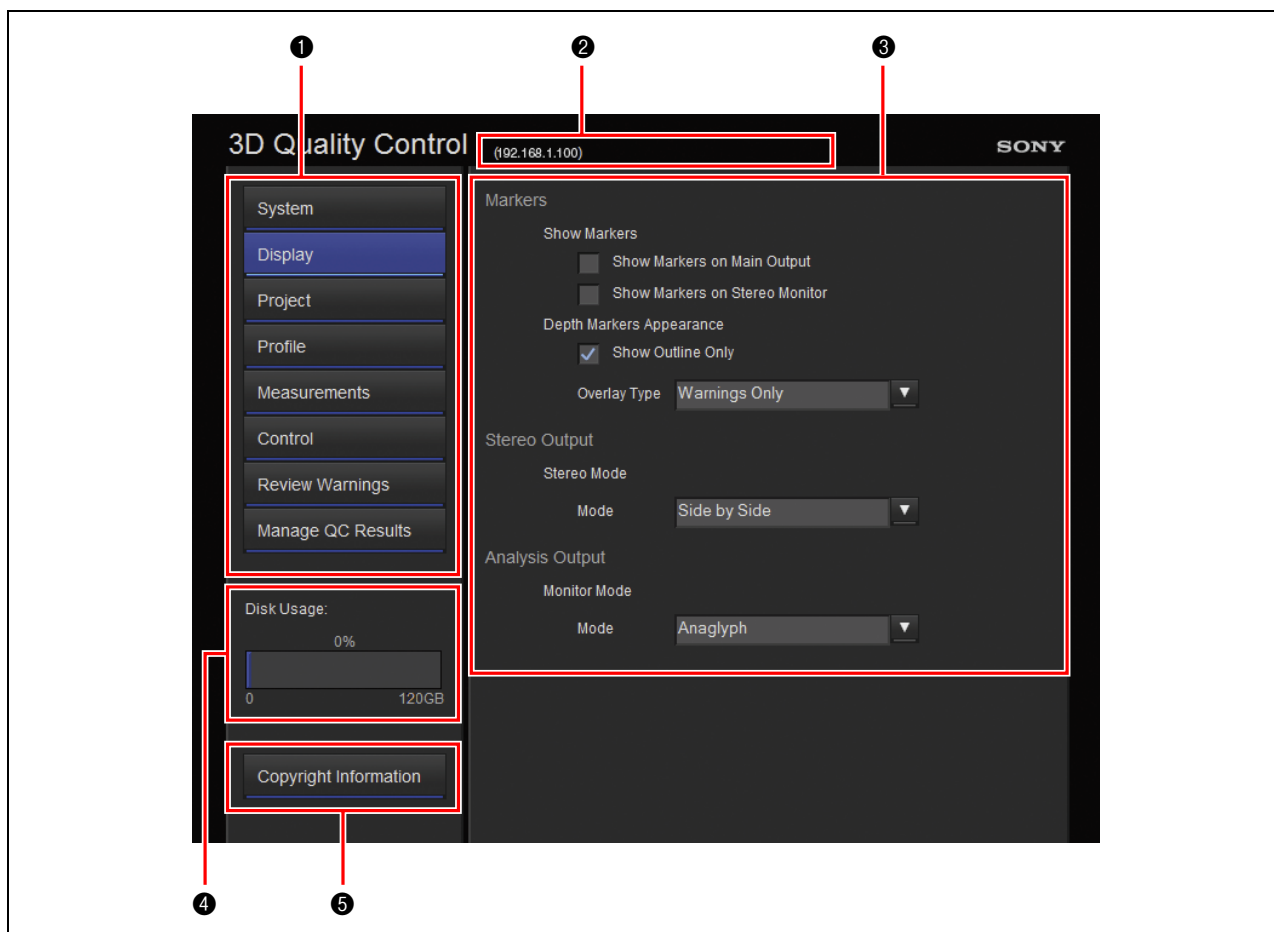 ❶ ❷ ❸
3D Quality Control (192.168.1.100) SONY
System
Display
Project
Profile
Measurements
Control
Review Warnings
Manage QC Results
Disk Usage:
0%
0 120GB
Copyright Information
Markers
Show Markers
Show Markers on Main Output
Show Markers on Stereo Monitor
Depth Markers Appearance
Show Outline Only
Overlay Type Warnings Only
Stereo Output
Stereo Mode
Mode Side by Side
Analysis Output
Monitor Mode
Mode Anaglyph
❹ ❺